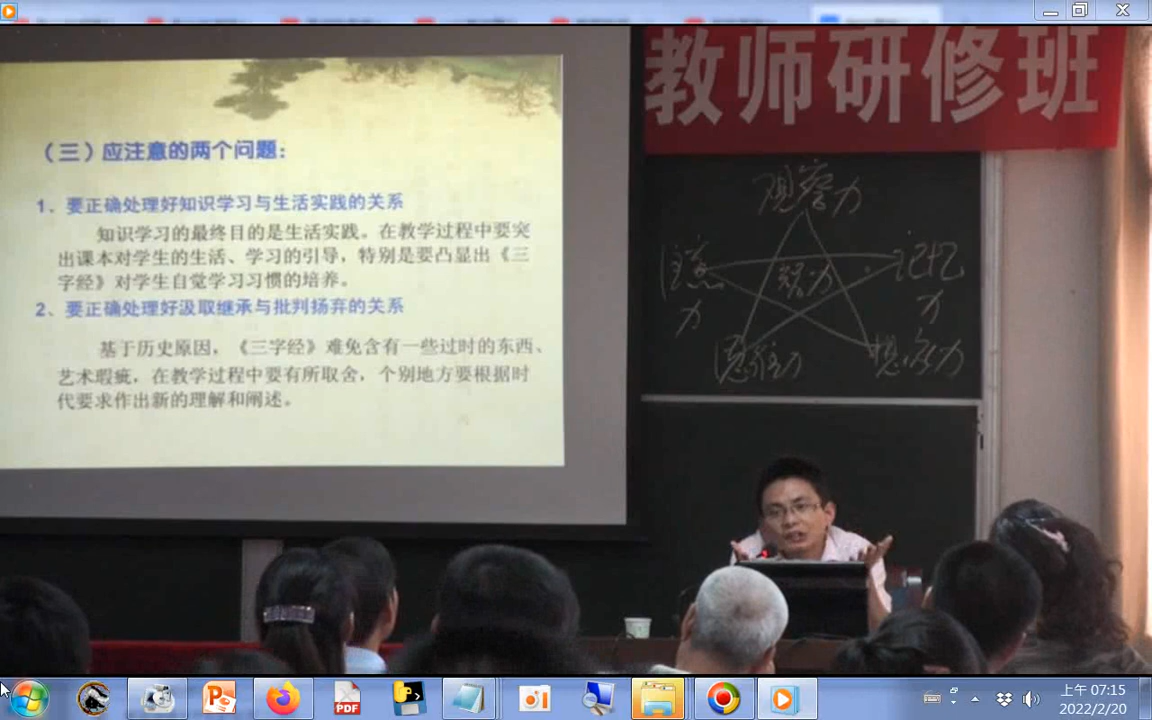 教师研修班
（三）应注意的两个问题：
1、要正确处理好知识学习与生活实践的关系
知识学习的最终目的是生活实践。在教学过程中要突
出课本对学生的生活、学习的引导，特别是要凸显出《三
字经》对学生自觉学习习惯的培养。
2、要正确处理好汲取继承与批判扬弃的关系
基于历史原因，《三字经》难免含有一些过时的东西、
艺术瑕疵，在教学过程中要有所取舍，个别地方要根据时
代要求作出新的理解和阐述。
观察力
注意力
记忆力
思维力
想象力
PDF
上午 07:15
2022/2/20